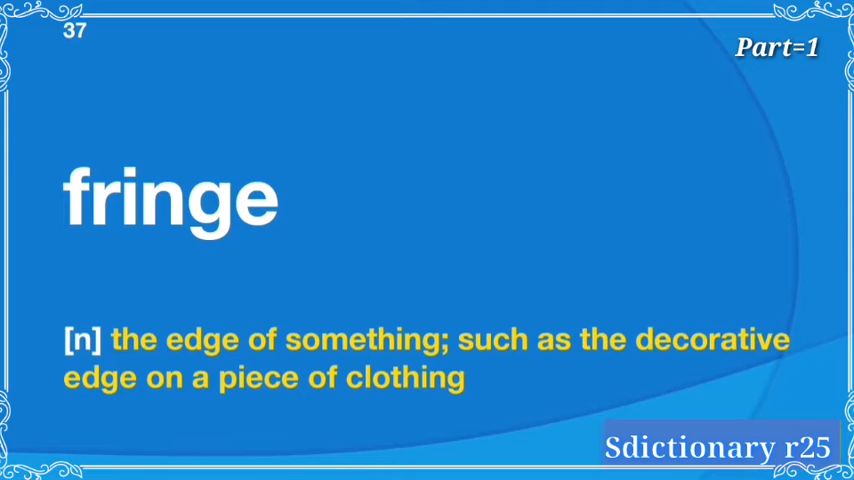 37
Part=1
fringe
[n] the edge of something; such as the decorative
edge on a piece of clothing
Sdictionary r25